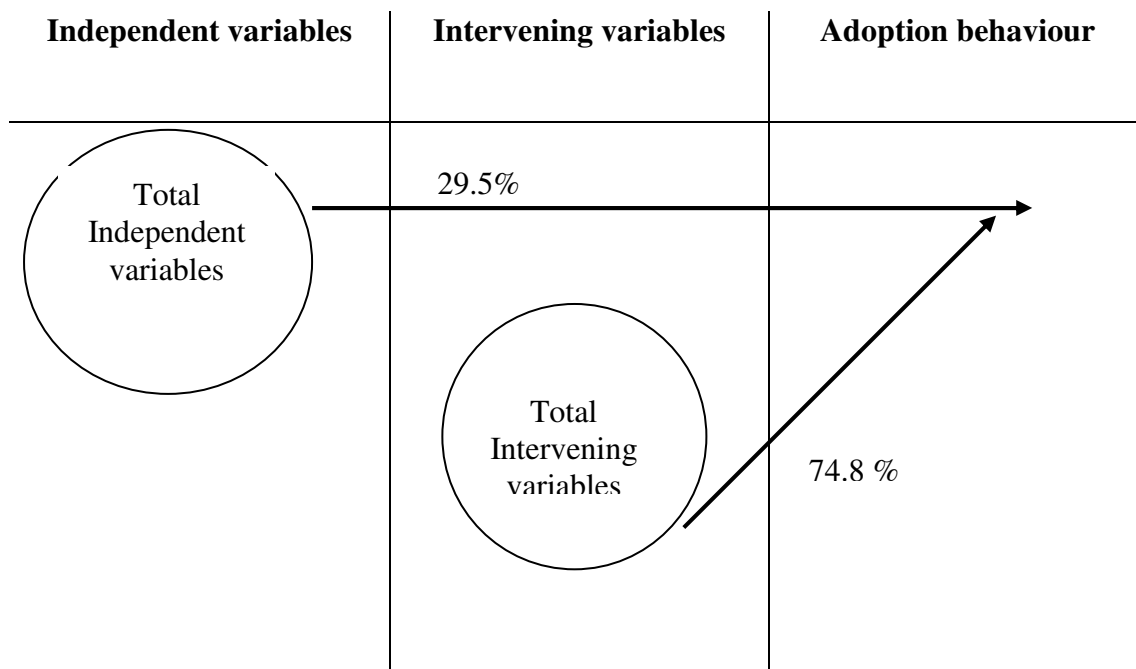 Independent variables
Intervening variables
Adoption behaviour
29.5%
Total
Independent
variables
Total
Intervening
variables
74.8 %